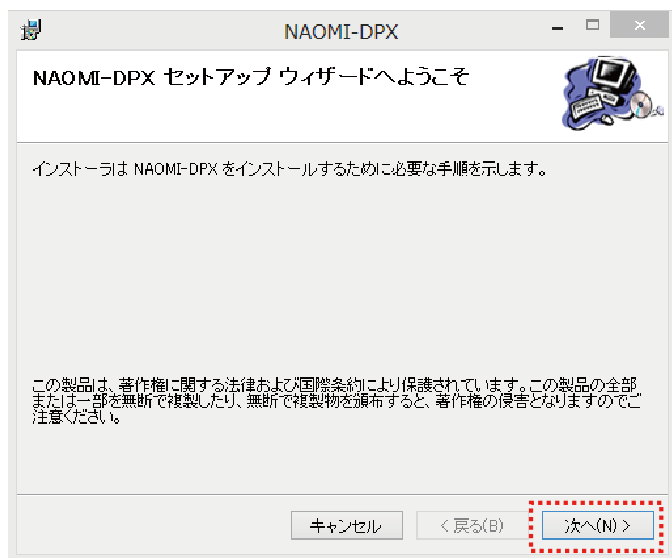 NAOMI-DPX
NAOMI-DPX セットアップ ウィザードへようこそ
インストーラは NAOMI-DPX をインストールするために必要な手順を示します。
この製品は、著作権に関する法律および国際条約により保護されています。この製品の全部
または一部を無断で複製したり、無断で複製物を頒布すると、著作権の侵害となりますのでご
注意ください。
キャンセル
< 戻る(B)
次へ(N) >